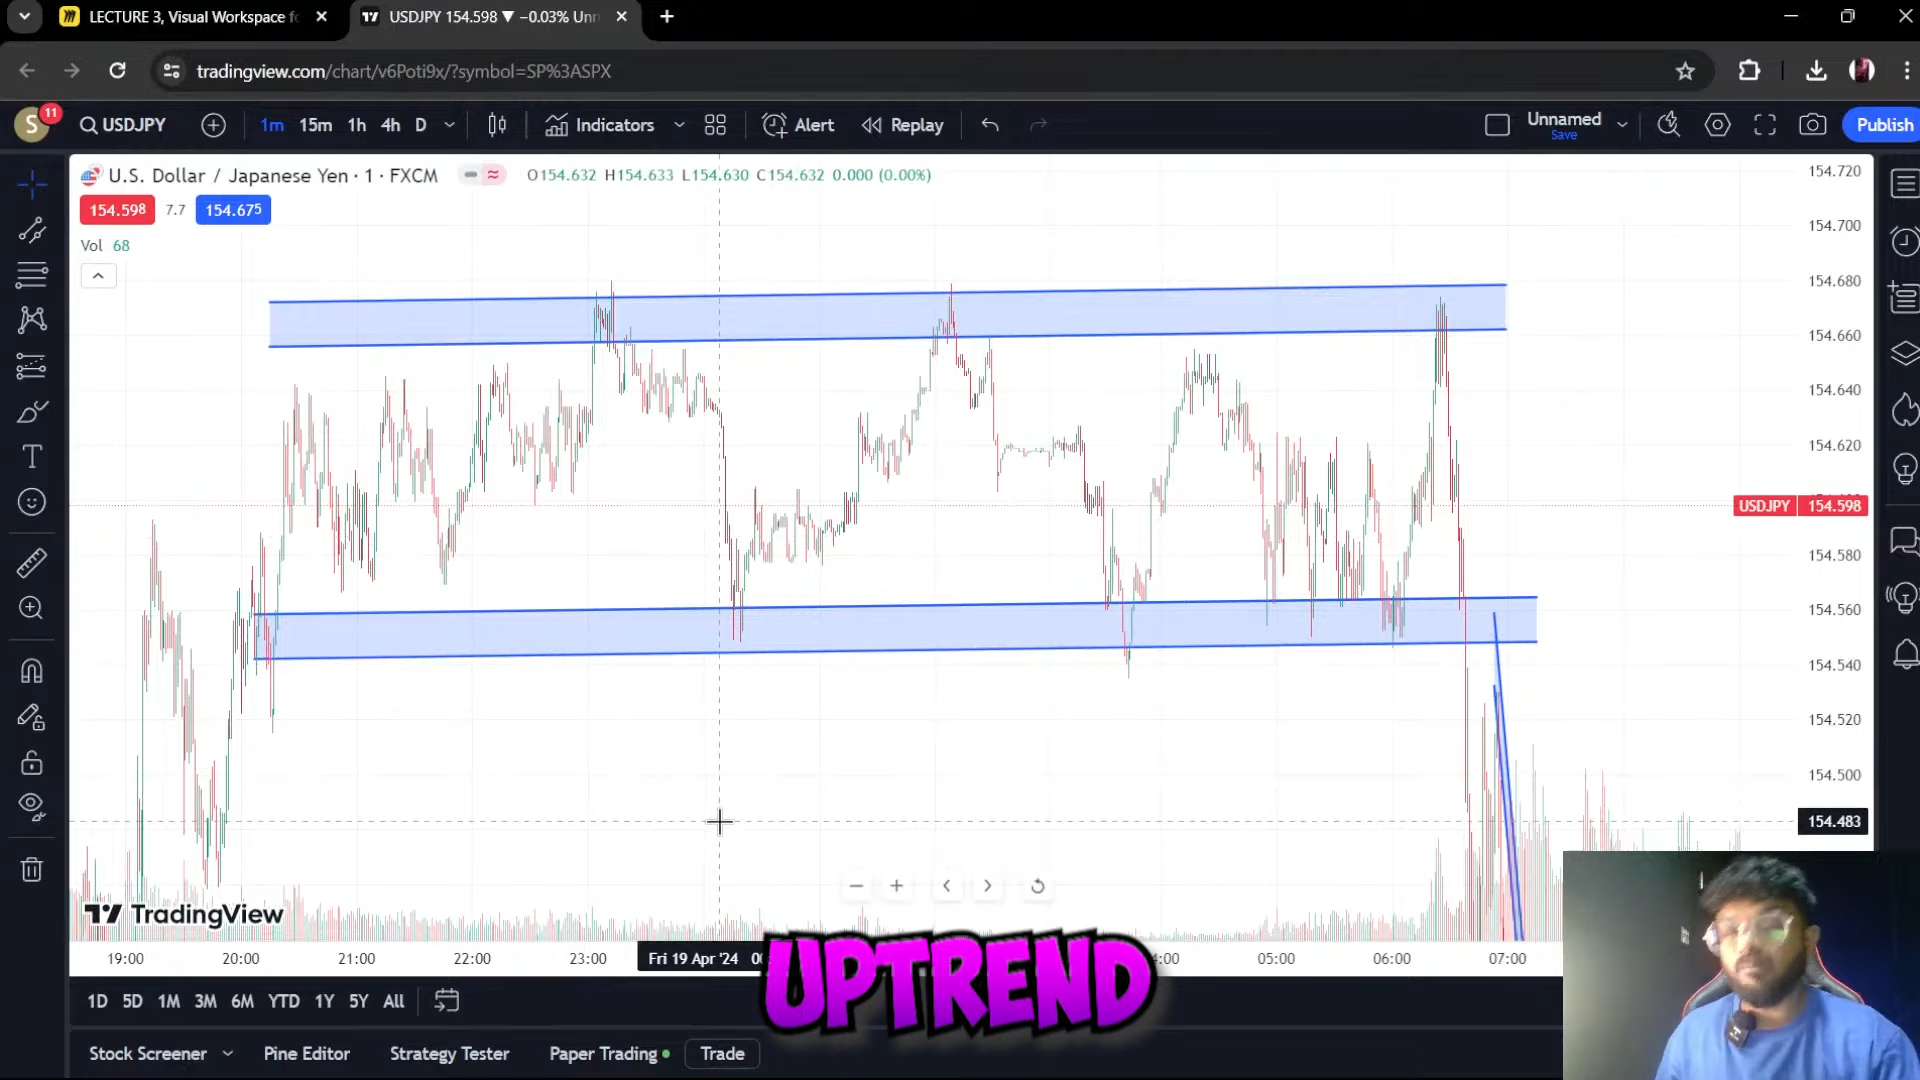 LECTURE 3, Visual Workspace fo
USDJPY 154.598 ▼ −0.03% Unn
tradingview.com/chart/v6Poti9x/?symbol=SP%3ASPX
S 11 USDJPY 1m 15m 1h 4h D Indicators Alert Replay Unnamed Save Publish
U.S. Dollar / Japanese Yen · 1 · FXCM O154.632 H154.633 L154.630 C154.632 0.000 (0.00%)
154.598 7.7 154.675
Vol 68
154.720
154.700
154.680
154.660
154.640
154.620
USDJPY 154.598
154.580
154.560
154.540
154.520
154.500
154.483
TradingView
19:00 20:00 21:00 22:00 23:00 Fri 19 Apr '24 05:00 06:00 07:00
UPTREND
1D 5D 1M 3M 6M YTD 1Y 5Y All
Stock Screener Pine Editor Strategy Tester Paper Trading Trade